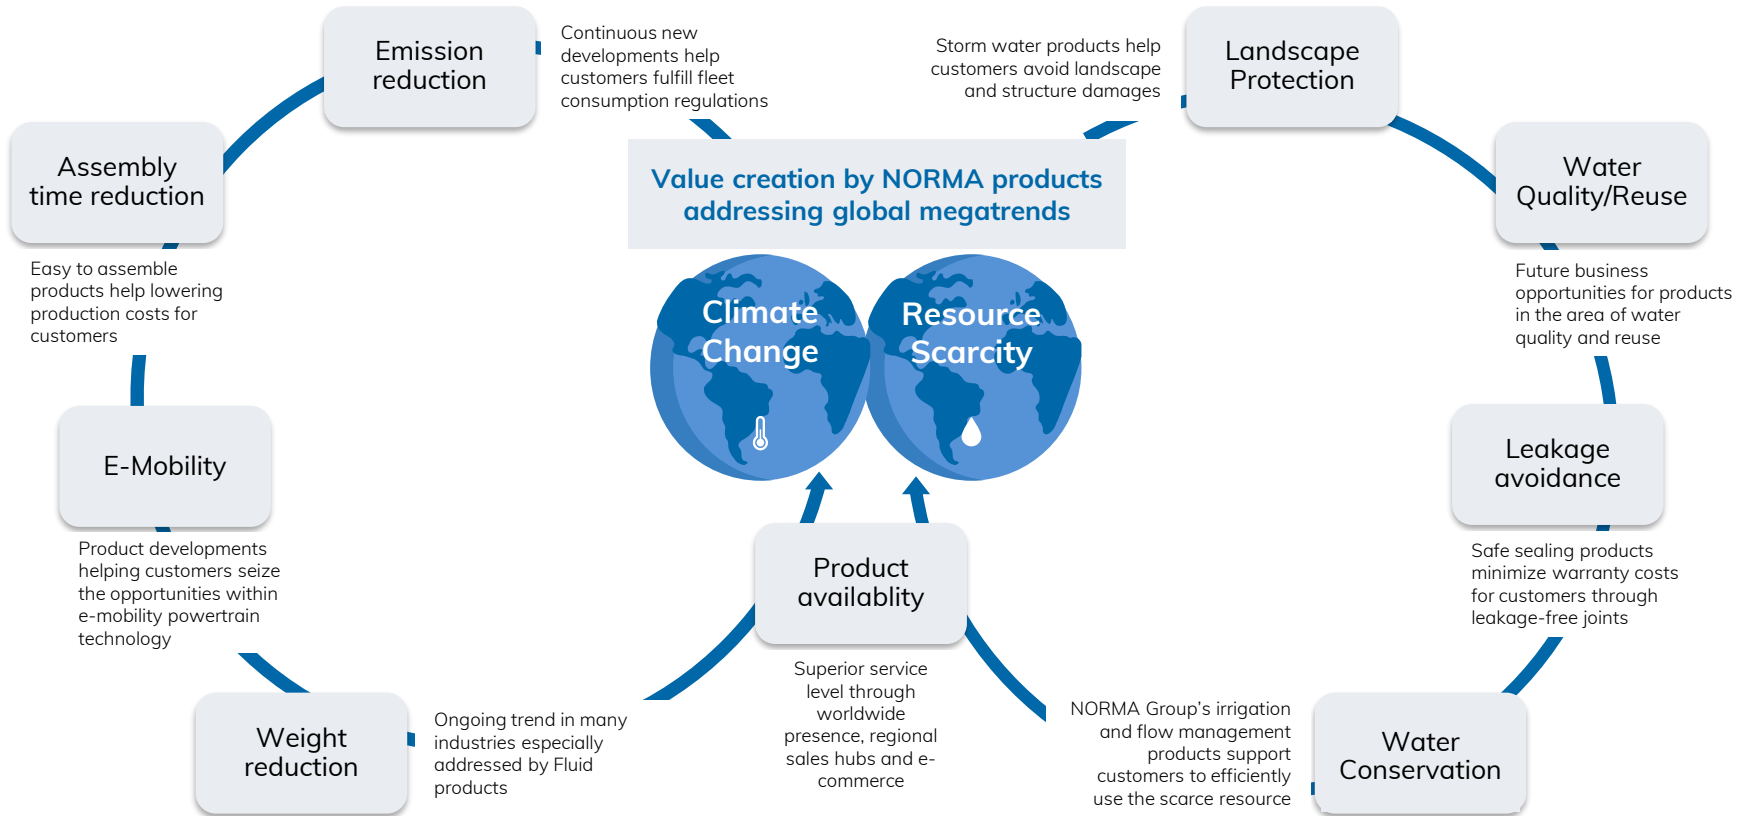 Emission
reduction
Continuous new
developments help
customers fulfill fleet
consumption regulations
Storm water products help
customers avoid landscape
and structure damages
Landscape
Protection
Assembly
time reduction
Easy to assemble
products help lowering
production costs for
customers
Value creation by NORMA products
addressing global megatrends
Climate
Change
Resource
Scarcity
Water
Quality/Reuse
Future business
opportunities for products
in the area of water
quality and reuse
E-Mobility
Product developments
helping customers seize
the opportunities within
e-mobility powertrain
technology
Leakage
avoidance
Safe sealing products
minimize warranty costs
for customers through
leakage-free joints
Weight
reduction
Ongoing trend in many
industries especially
addressed by Fluid
products
Product
availablity
Superior service
level through
worldwide
presence, regional
sales hubs and e-
commerce
NORMA Group’s irrigation
and flow management
products support
customers to efficiently
use the scarce resource
Water
Conservation